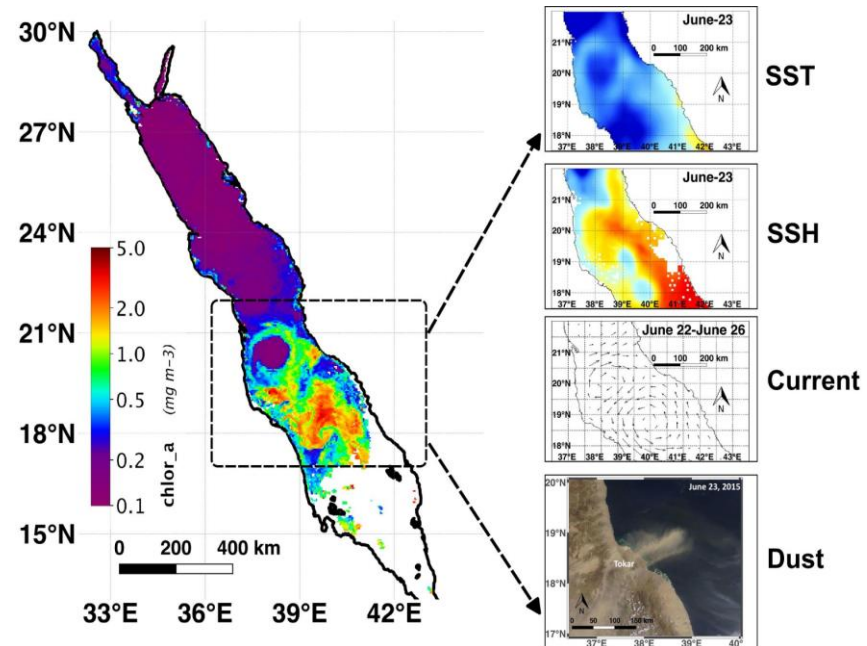 30°N
27°N
24°N
21°N
18°N
15°N
33°E 36°E 39°E 42°E
5.0
2.0
1.0
0.5
0.2
0.1
chlor_a (mg m-3)
0 200 400 km
June-23
0 100 200 km
N
21°N
20°N
19°N
18°N
37°E 38°E 39°E 40°E 41°E 42°E 43°E
SST
June-23
0 100 200 km
N
21°N
20°N
19°N
18°N
37°E 38°E 39°E 40°E 41°E 42°E 43°E
SSH
June 22-June 26
0 100 200 km
N
21°N
20°N
19°N
18°N
37°E 38°E 39°E 40°E 41°E 42°E 43°E
Current
June 23, 2015
20°N
19°N
18°N
17°N
Tokar
N
0 50 100 150 km
37°E 38°E 39°E 40°
Dust